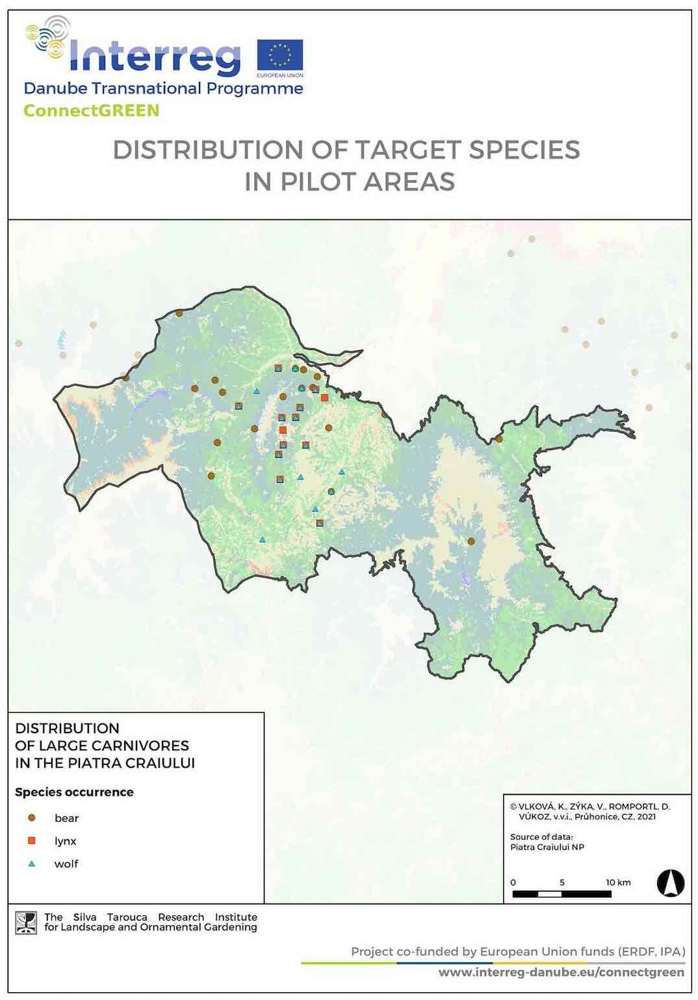 Interreg
EUROPEAN UNION
Danube Transnational Programme
ConnectGREEN
DISTRIBUTION OF TARGET SPECIES
IN PILOT AREAS
DISTRIBUTION
OF LARGE CARNIVORES
IN THE PIATRA CRAIULUI
Species occurrence
bear
lynx
wolf
© VLKOVÁ, K., ZÝKA, V., ROMPORTL, D.
VÚKOZ, v.v.i., Průhonice, CZ, 2021
Source of data:
Piatra Craiului NP
0 5 10 km
The Silva Tarouca Research Institute
for Landscape and Ornamental Gardening
Project co-funded by European Union funds (ERDF, IPA)
www.interreg-danube.eu/connectgreen